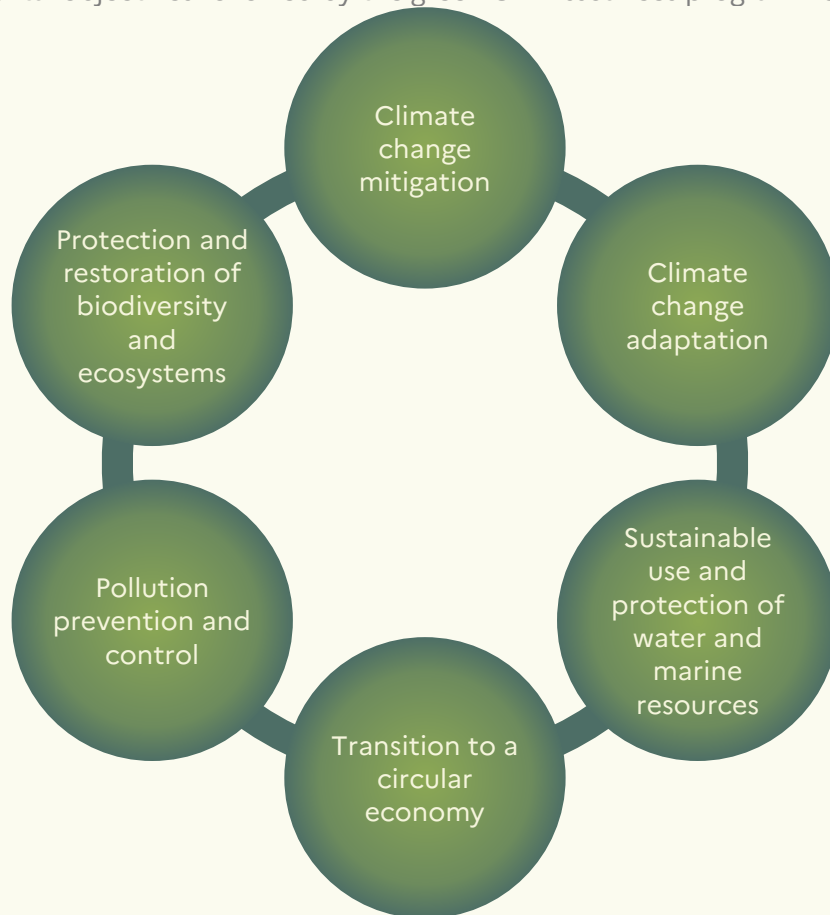 Climate
change
mitigation
Climate
change
adaptation
Sustainable
use and
protection of
water and
marine
resources
Transition to a
circular
economy
Pollution
prevention and
control
Protection and
restoration of
biodiversity
and
ecosystems